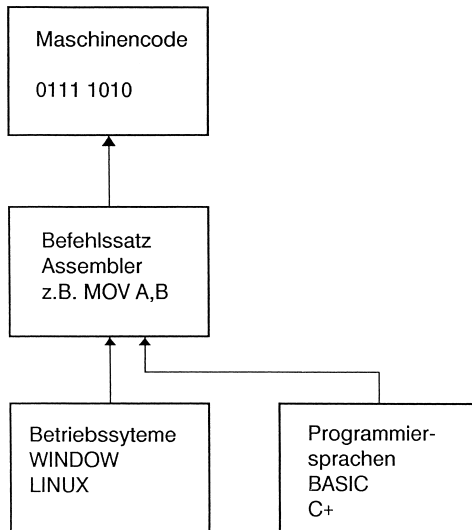 Maschinencode
0111 1010
Befehlssatz
Assembler
z.B. MOV A,B
Betriebssyteme
WINDOW
LINUX
Programmier-
sprachen
BASIC
C+